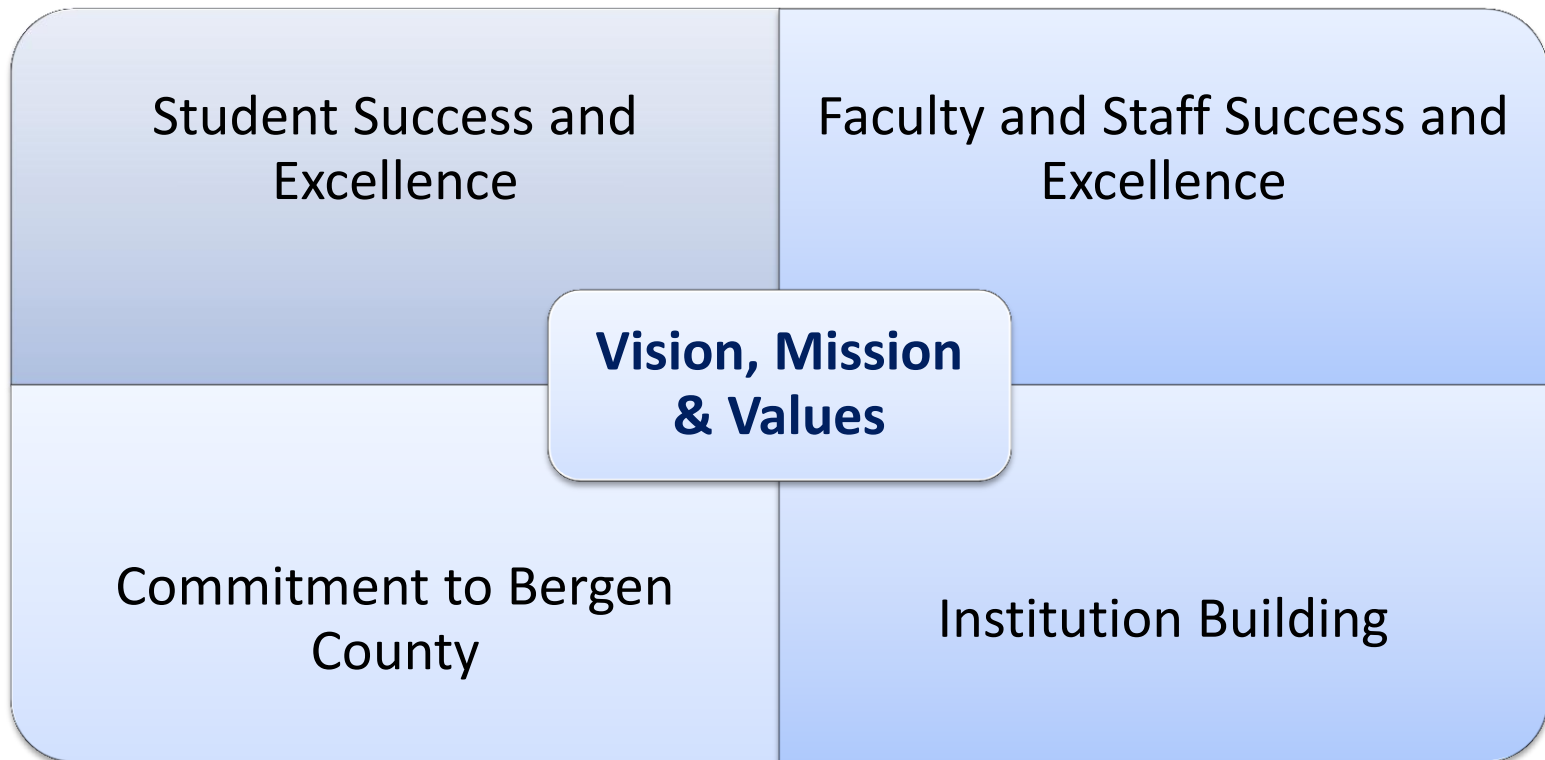 Student Success and
Excellence
Faculty and Staff Success and
Excellence
Vision, Mission
& Values
Commitment to Bergen
County
Institution Building